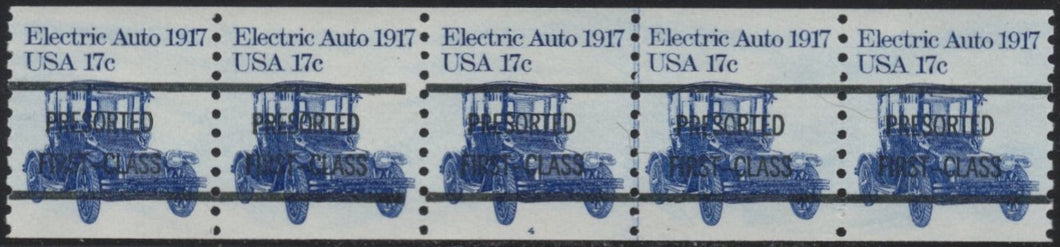 Electric Auto 1917 Electric Auto 1917 Electric Auto 1917 Electric Auto 1917 Electric Auto 1917
USA 17c USA 17c USA 17c USA 17c USA 17c
PRESORTED PRESORTED PRESORTED PRESORTED PRESORTED
FIRST-CLASS FIRST-CLASS FIRST-CLASS FIRST-CLASS FIRST-CLASS
4